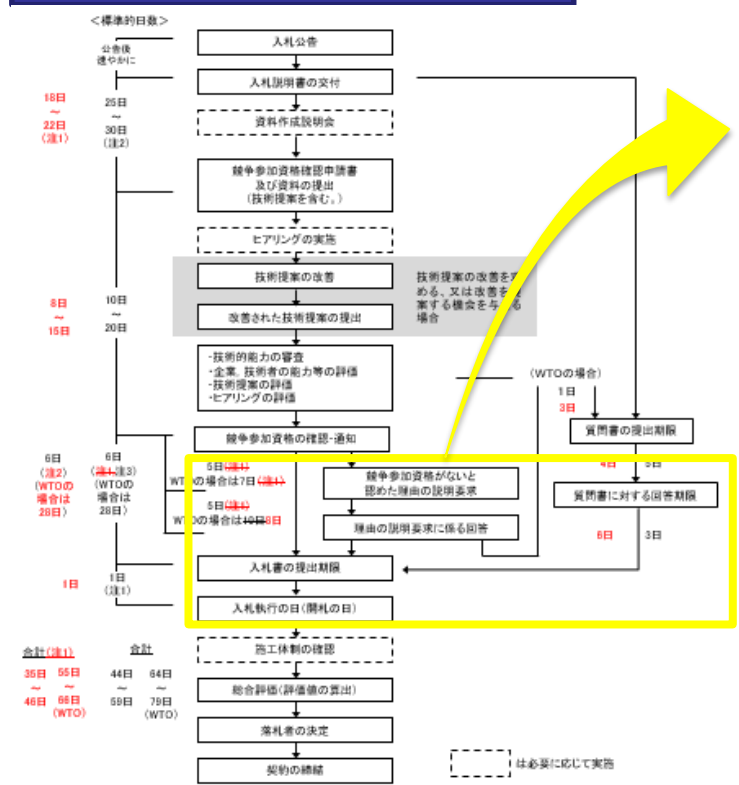 ＜標準的日数＞
公告後
速やかに
入札公告
入札説明書の交付
18日
～
22日
(注1)
25日
～
30日
(注2)
資料作成説明会
競争参加資格確認申請書
及び資料の提出
(技術提案を含む。)
ヒアリングの実施
技術提案の改善
改善された技術提案の提出
技術提案の改善を求
める、又は改善を提
案する機会を与える
場合
8日
～
15日
10日
～
20日
・技術的能力の審査
・企業、技術者の能力等の評価
・技術提案の評価
・ヒアリングの評価
(WTOの場合)
1日
3日
質問書の提出期限
競争参加資格の確認・通知
6日
(注2)
(WTOの
場合は
28日)
6日
(注1注3)
(WTOの
場合は
28日)
5日(注1)
WTOの場合は7日(注1)
5日(注1)
WTOの場合は10日8日
競争参加資格がないと
認めた理由の説明要求
理由の説明要求に係る回答
4日
5日
質問書に対する回答期限
6日
3日
入札書の提出期限
1日
1日
(注1)
入札執行の日(開札の日)
施工体制の確認
合計(注1)
合計
35日
～
46日
55日
～
66日
(WTO)
44日
～
59日
64日
～
79日
(WTO)
総合評価(評価値の算出)
落札者の決定
契約の締結
は必要に応じて実施